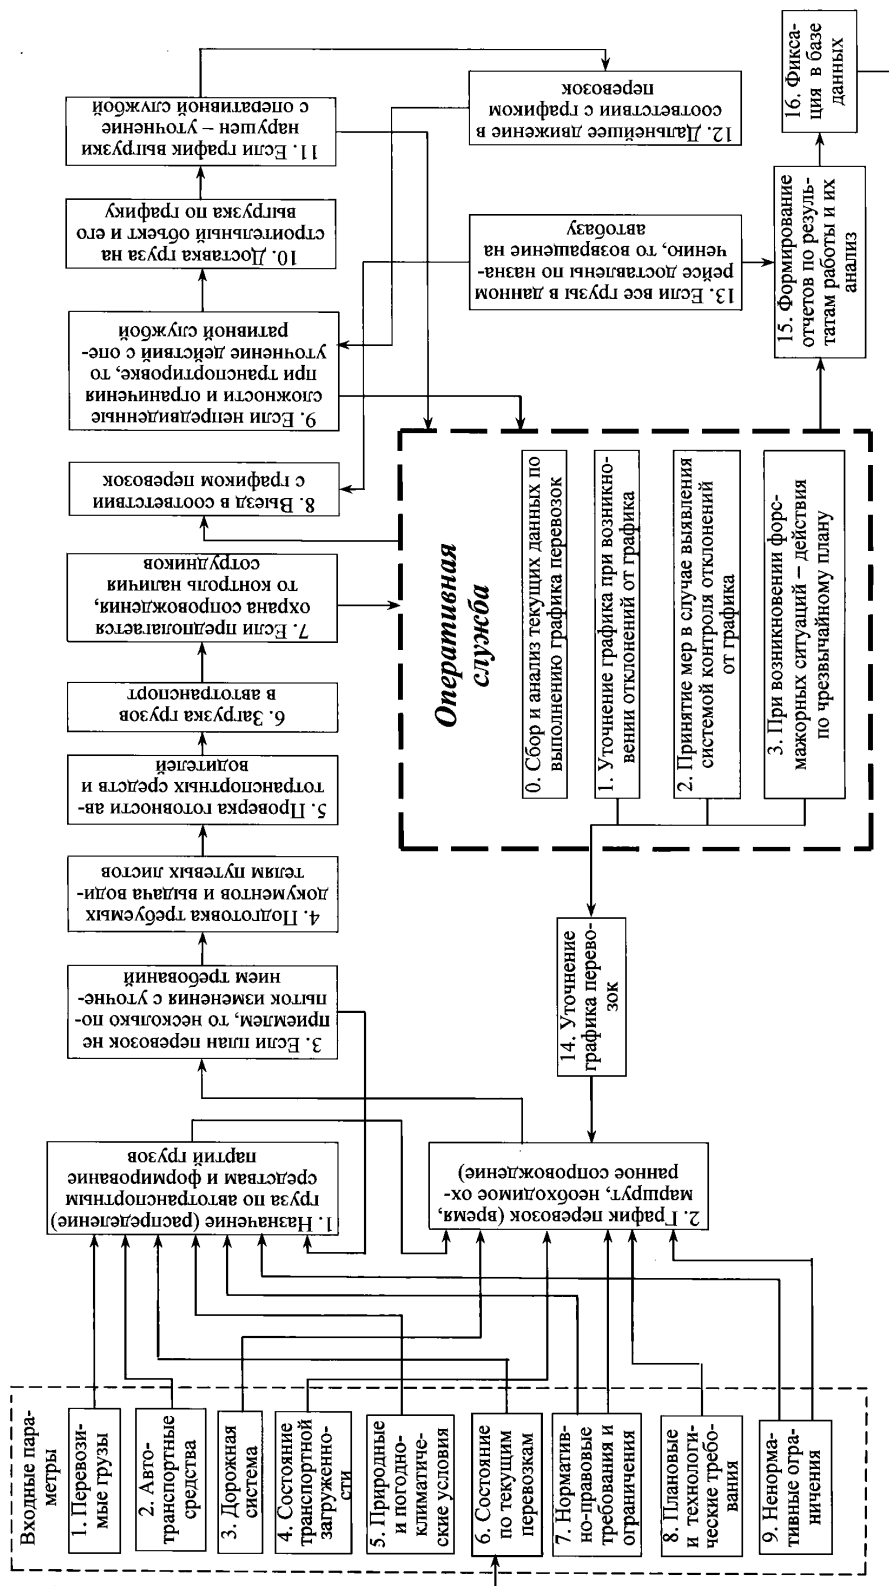 Входные пара-
метры
1. Перевози-
мые грузы
2. Авто-
транспортные
средства
3. Дорожная
система
4. Состояние
транспортной
загруженно-
сти
5. Природные
и погодно-
климатиче-
ские условия
6. Состояние
по текущим
перевозкам
7. Норматив-
но-правовые
требования и
ограничения
8. Плановые
и технологи-
ческие требо-
вания
9. Ненорма-
тивные огра-
ничения
1. Назначение (распределение)
груза по автотранспортным
средствам и формирование
партий грузов
2. График перевозок (время,
маршрут, необходимое ох-
ранное сопровождение)
3. Если план перевозок не
приемлем, то несколько по-
пыток изменения с уточне-
нием требований
4. Подготовка требуемых
документов и выдача води-
телям путевых листов
5. Проверка готовности ав-
тотранспортных средств и
водителей
6. Загрузка грузов
в автотранспорт
7. Если предполагается
охрана сопровождения,
то контроль наличия
сотрудников
8. Выезд в соответствии
с графиком перевозок
9. Если непредвиденные
сложности и ограничения
при транспортировке, то
уточнение действий с опе-
ративной службой
10. Доставка груза на
строительный объект и его
выгрузка по графику
11. Если график выгрузки
нарушен – уточнение
с оперативной службой
12. Дальнейшее движение в
соответствии с графиком
перевозок
13. Если все грузы в данном
рейсе доставлены по назна-
чению, то возвращение на
автобазу
Оперативная
служба
0. Сбор и анализ текущих данных по
выполнению графика перевозок
1. Уточнение графика при возникно-
вении отклонений от графика
2. Принятие мер в случае выявления
системой контроля отклонений
от графика
3. При возникновении форс-
мажорных ситуаций – действия
по чрезвычайному плану
14. Уточнение
графика перево-
зок
15. Формирование
отчетов по резуль-
татам работы и их
анализ
16. Фикса-
ция в базе
данных